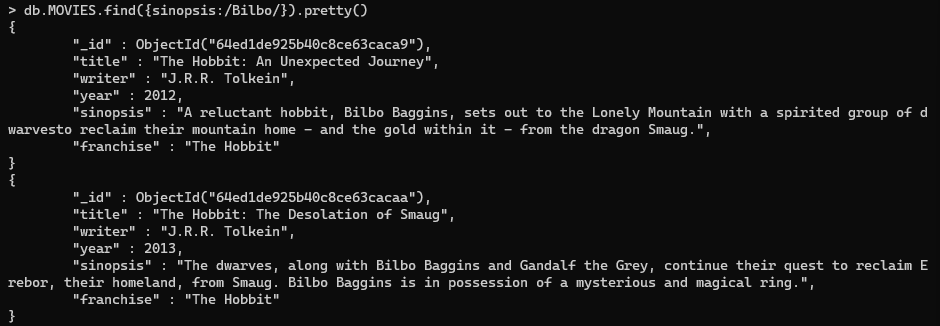 > db.MOVIES.find({sinopsis:/Bilbo/}).pretty()
{
        "_id" : ObjectId("64ed1de925b40c8ce63caca9"),
        "title" : "The Hobbit: An Unexpected Journey",
        "writer" : "J.R.R. Tolkein",
        "year" : 2012,
        "sinopsis" : "A reluctant hobbit, Bilbo Baggins, sets out to the Lonely Mountain with a spirited group of d
warvesto reclaim their mountain home - and the gold within it - from the dragon Smaug.",
        "franchise" : "The Hobbit"
}
{
        "_id" : ObjectId("64ed1de925b40c8ce63cacaa"),
        "title" : "The Hobbit: The Desolation of Smaug",
        "writer" : "J.R.R. Tolkein",
        "year" : 2013,
        "sinopsis" : "The dwarves, along with Bilbo Baggins and Gandalf the Grey, continue their quest to reclaim E
rebor, their homeland, from Smaug. Bilbo Baggins is in possession of a mysterious and magical ring.",
        "franchise" : "The Hobbit"
}